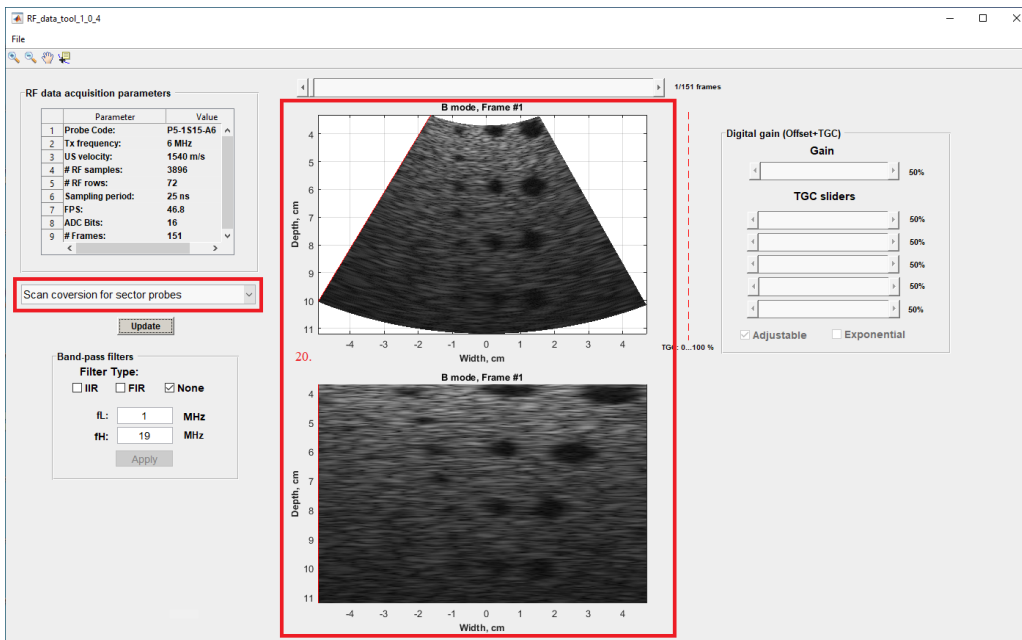 RF_data_tool_1_0_4
File
RF data acquisition parameters
Parameter Value
1 Probe Code: P5-1S15-A6
2 Tx frequency: 6 MHz
3 US velocity: 1540 m/s
4 # RF samples: 3896
5 # RF rows: 72
6 Sampling period: 25 ns
7 FPS: 46.8
8 ADC Bits: 16
9 # Frames: 151
Scan coversion for sector probes
Update
Band-pass filters
Filter Type:
IIR FIR None
fL: 1 MHz
fH: 19 MHz
Apply
1/151 frames
B mode, Frame #1
Depth, cm
4
5
6
7
8
9
10
11
-4 -3 -2 -1 0 1 2 3 4
Width, cm
20.
TGC: 0...100 %
B mode, Frame #1
Depth, cm
4
5
6
7
8
9
10
11
-4 -3 -2 -1 0 1 2 3 4
Width, cm
Digital gain (Offset+TGC)
Gain
50%
TGC sliders
50%
50%
50%
50%
50%
Adjustable Exponential